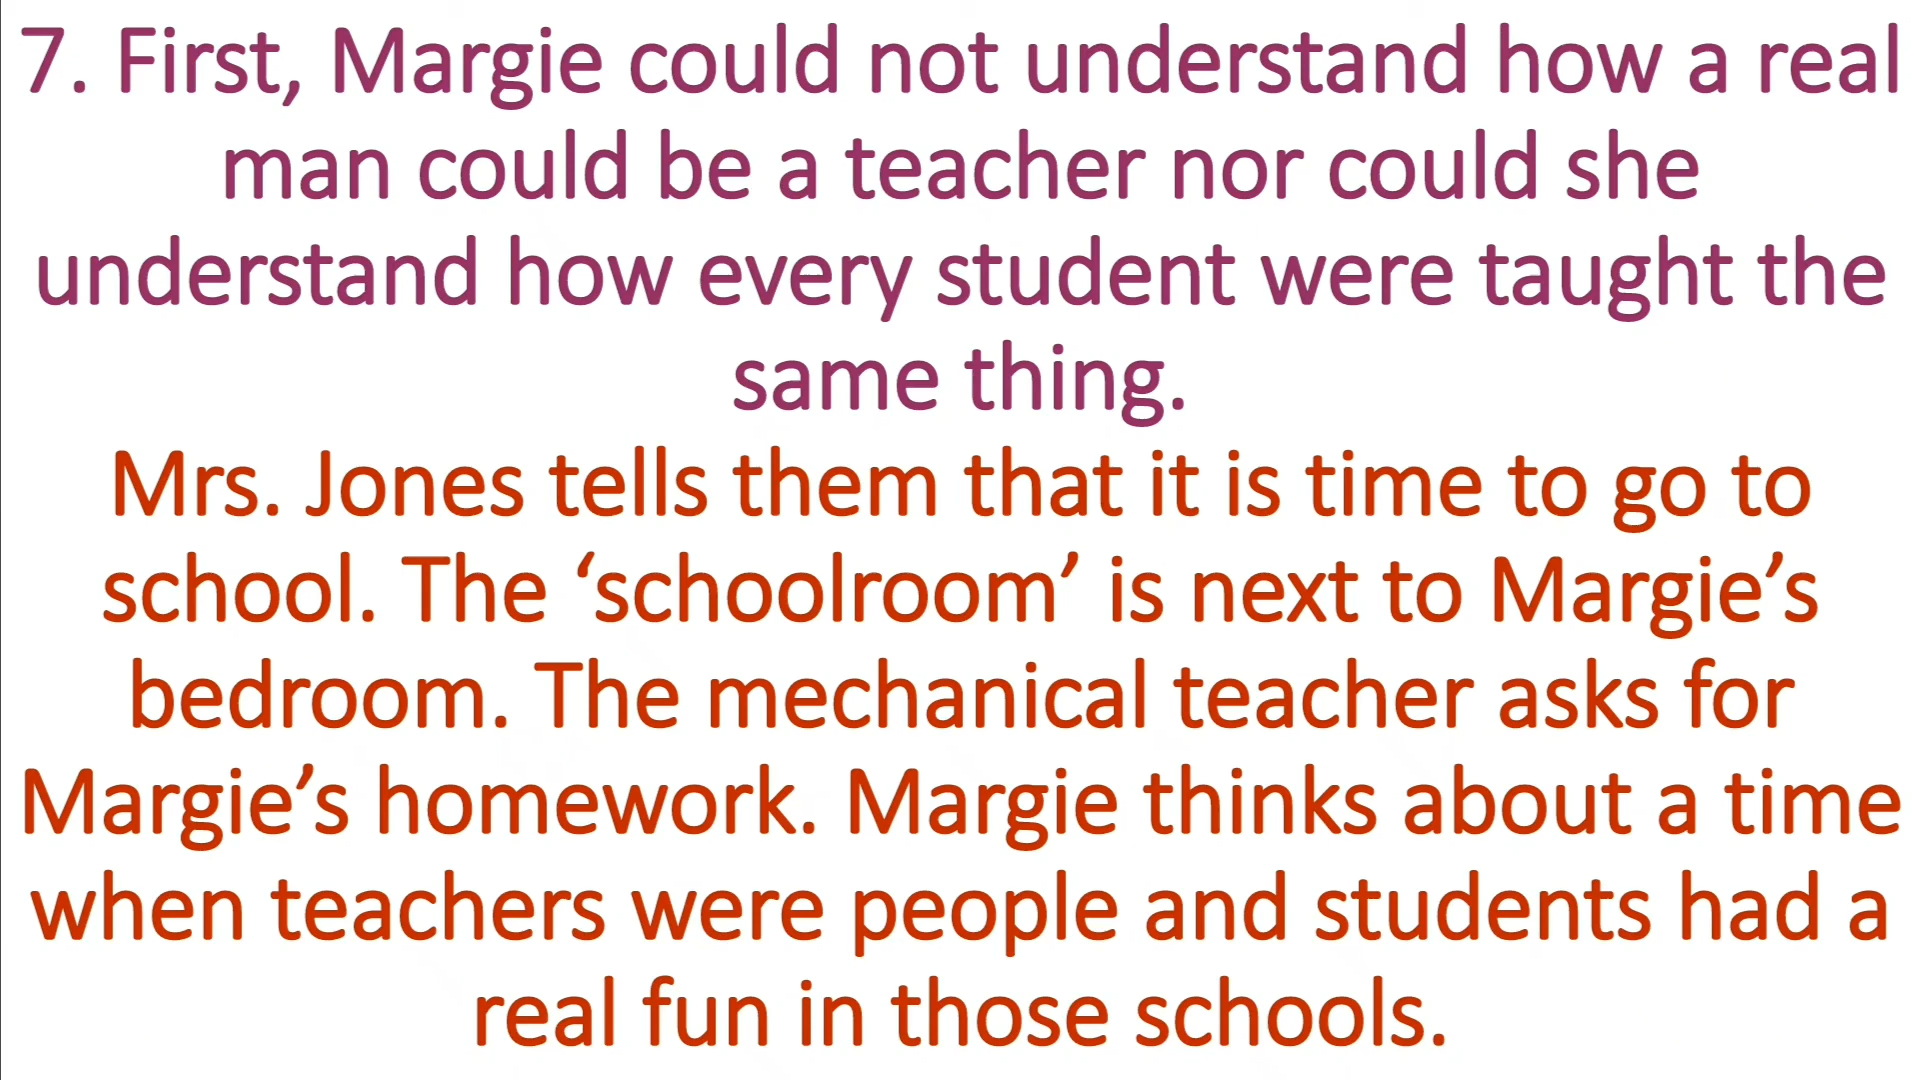 7. First, Margie could not understand how a real
man could be a teacher nor could she
understand how every student were taught the
same thing.
Mrs. Jones tells them that it is time to go to
school. The ‘schoolroom’ is next to Margie’s
bedroom. The mechanical teacher asks for
Margie’s homework. Margie thinks about a time
when teachers were people and students had a
real fun in those schools.